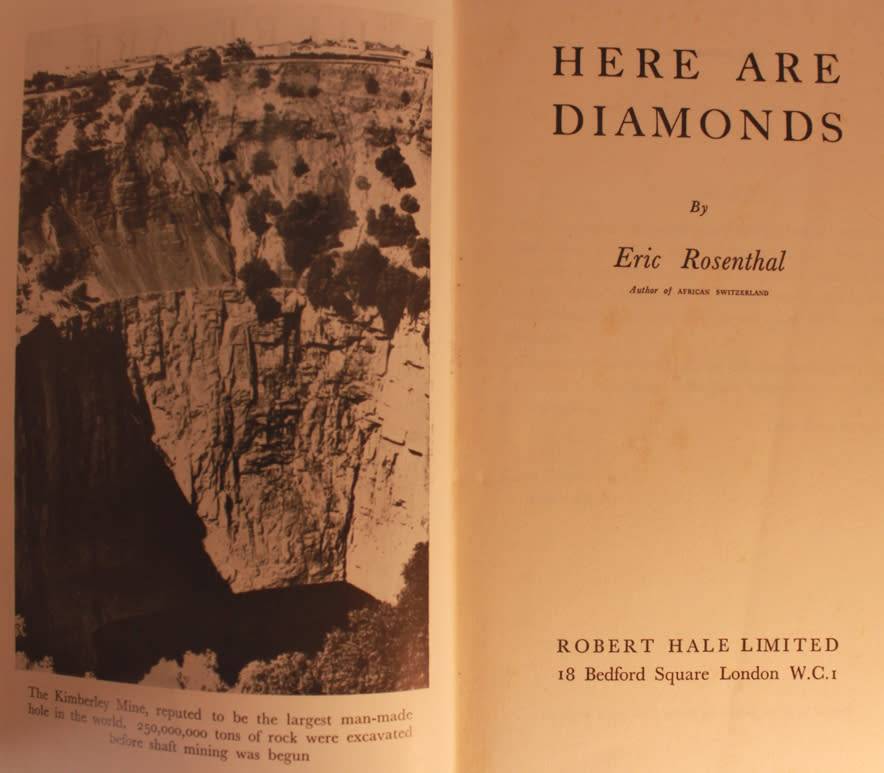 The Kimberley Mine, reputed to be the largest man-made
hole in the world. 250,000,000 tons of rock were excavated
before shaft mining was begun
HERE ARE
DIAMONDS
By
Eric Rosenthal
Author of AFRICAN SWITZERLAND
ROBERT HALE LIMITED
18 Bedford Square London W.C.1